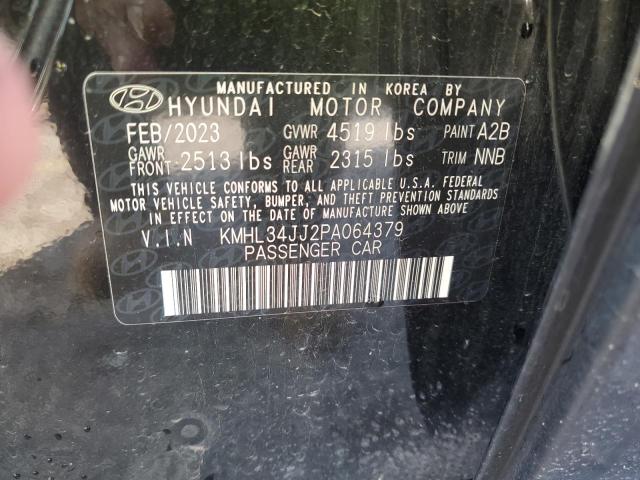 MANUFACTURED IN KOREA BY
HYUNDAI MOTOR COMPANY
FEB/2023 GVWR 4519 lbs PAINT A2B
GAWR FRONT 2513 lbs GAWR REAR 2315 lbs TRIM NNB
THIS VEHICLE CONFORMS TO ALL APPLICABLE U.S.A. FEDERAL
MOTOR VEHICLE SAFETY, BUMPER, AND THEFT PREVENTION STANDARDS
IN EFFECT ON THE DATE OF MANUFACTURE SHOWN ABOVE
V.I.N KMHL34JJ2PA064379
PASSENGER CAR